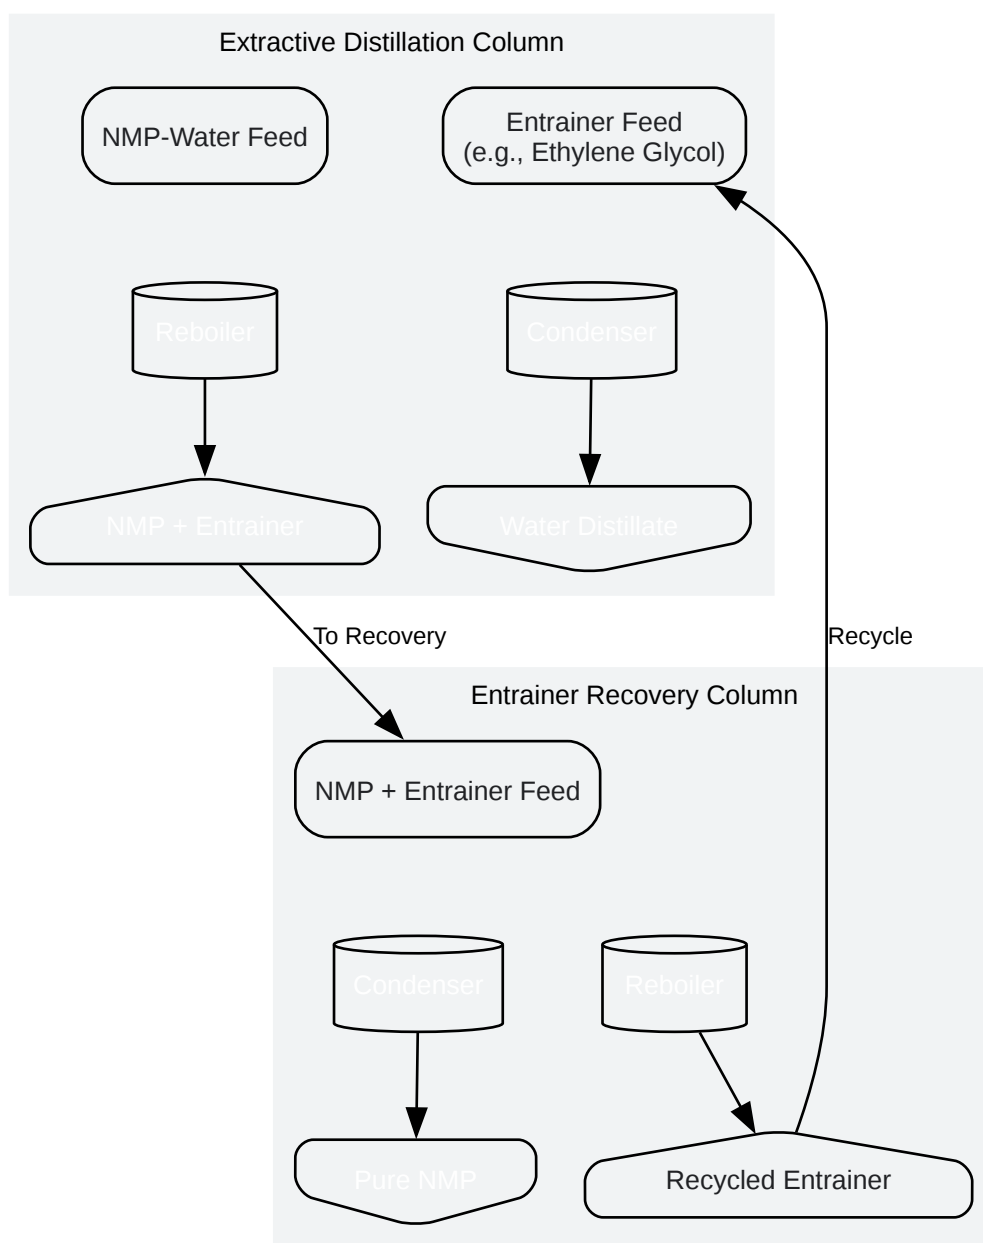 Extractive Distillation Column
NMP-Water Feed
Entrainer Feed
(e.g., Ethylene Glycol)
Reboiler
Condenser
NMP + Entrainer
Water Distillate
To Recovery
Recycle
Entrainer Recovery Column
NMP + Entrainer Feed
Condenser
Reboiler
Pure NMP
Recycled Entrainer